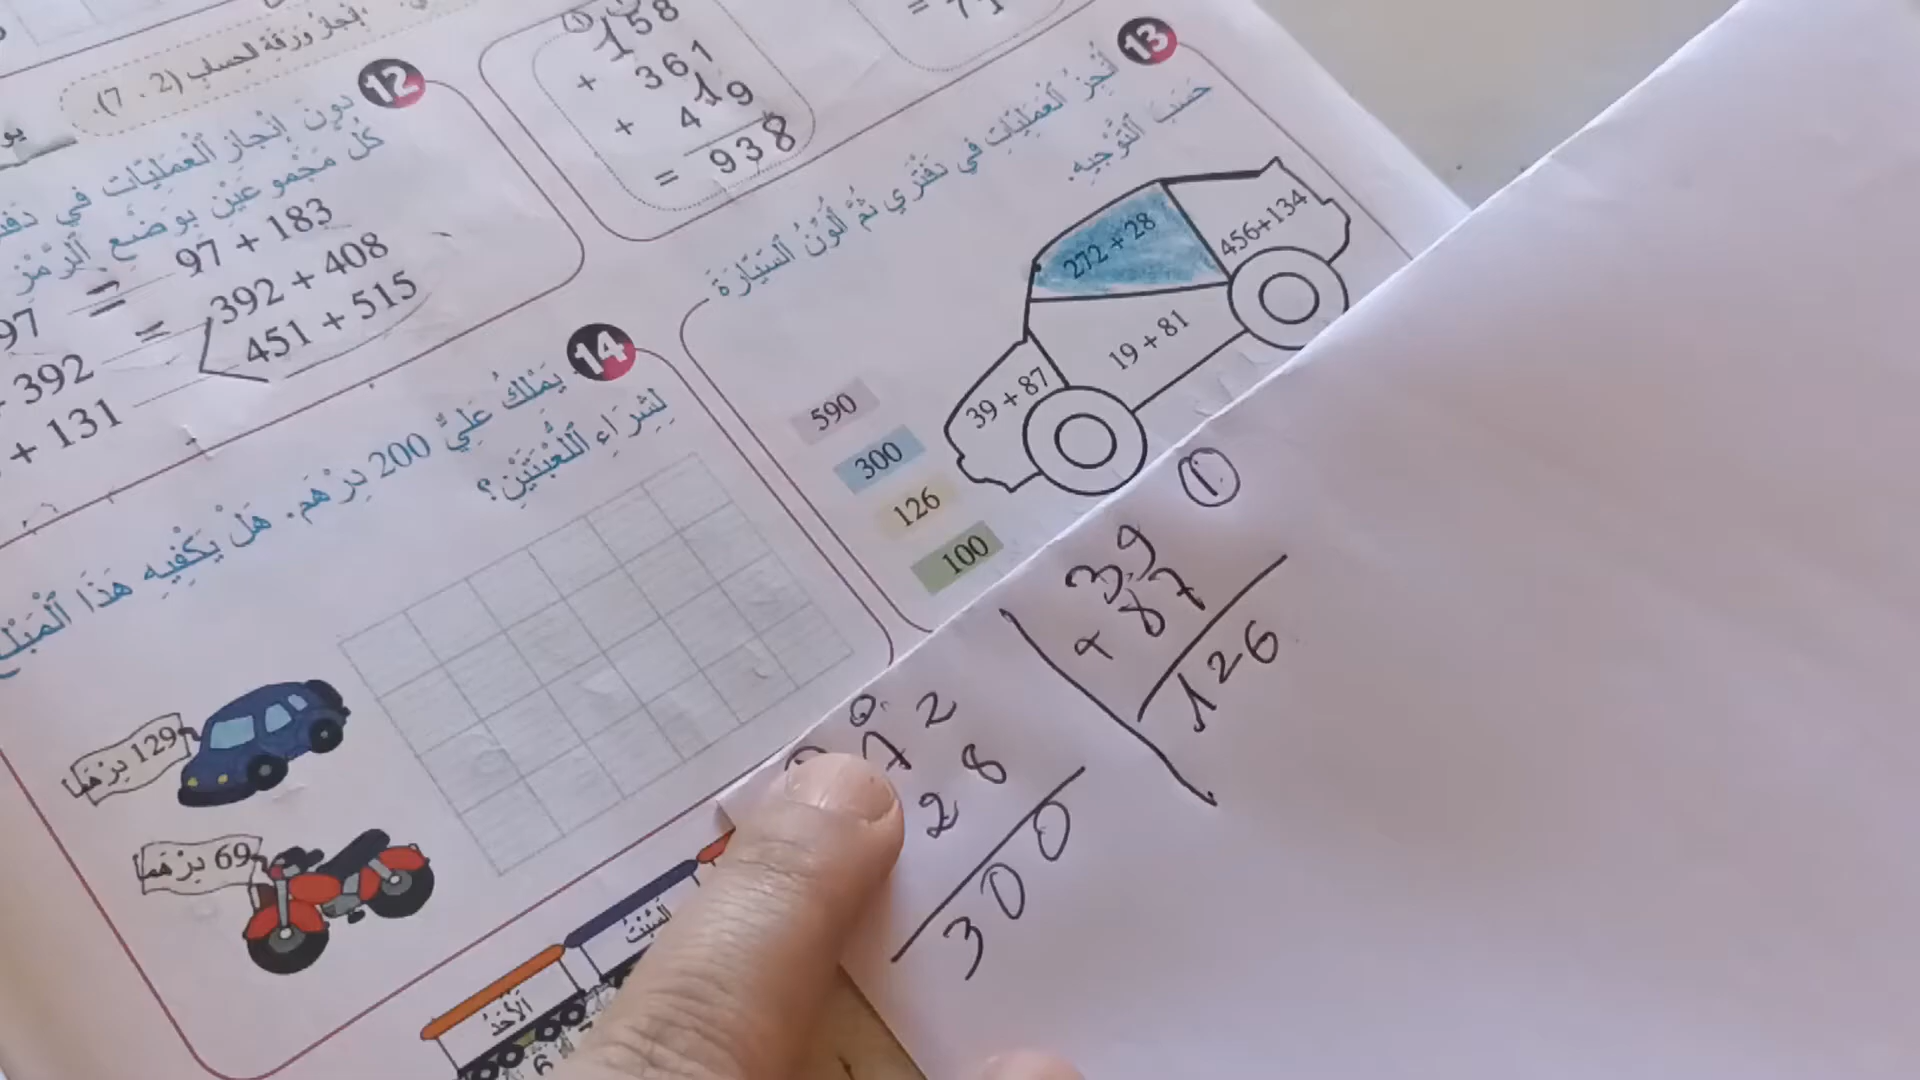 إنجاز ورقة الحساب (2 ، 7).
12
دون إنجاز العمليات في
كل مجموعين بوضع الرمز
= 97 + 183
97
= 392 + 408
392
< 451 + 515
+ 131
① 158
+ 361
+ 419
= 938
13
أنجز العمليات في دفتري ثم ألون السيارة
حسب التوجيه.
272 + 28
456+134
19 + 81
39 + 87
590
300
126
100
14
يملك علي 200 درهم. هل يكفيه هذا المبلغ
لشراء اللعبتين؟
129 درهما
69 درهما
السبت
الأحد
①
39
+ 87
126
72
28
300